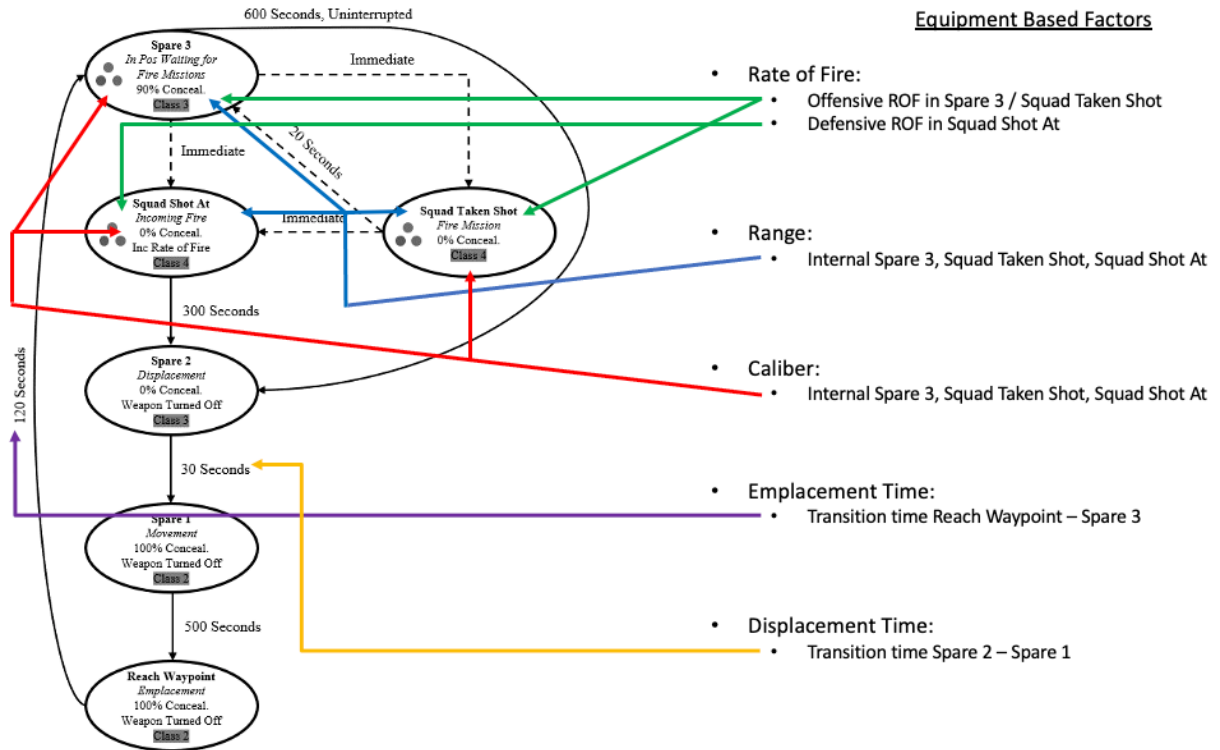 600 Seconds, Uninterrupted
Spare 3
In Pos Waiting for
Fire Missions
90% Conceal.
Class 3
Immediate
20 Seconds
Immediate
Squad Shot At
Incoming Fire
0% Conceal.
Inc Rate of Fire
Class 4
Immediate
Squad Taken Shot
Fire Mission
0% Conceal.
Class 4
300 Seconds
Spare 2
Displacement
0% Conceal.
Weapon Turned Off
Class 3
120 Seconds
30 Seconds
Spare 1
Movement
100% Conceal.
Weapon Turned Off
Class 2
500 Seconds
Reach Waypoint
Emplacement
100% Conceal.
Weapon Turned Off
Class 2
Equipment Based Factors
• Rate of Fire:
• Offensive ROF in Spare 3 / Squad Taken Shot
• Defensive ROF in Squad Shot At
• Range:
• Internal Spare 3, Squad Taken Shot, Squad Shot At
• Caliber:
• Internal Spare 3, Squad Taken Shot, Squad Shot At
• Emplacement Time:
• Transition time Reach Waypoint – Spare 3
• Displacement Time:
• Transition time Spare 2 – Spare 1